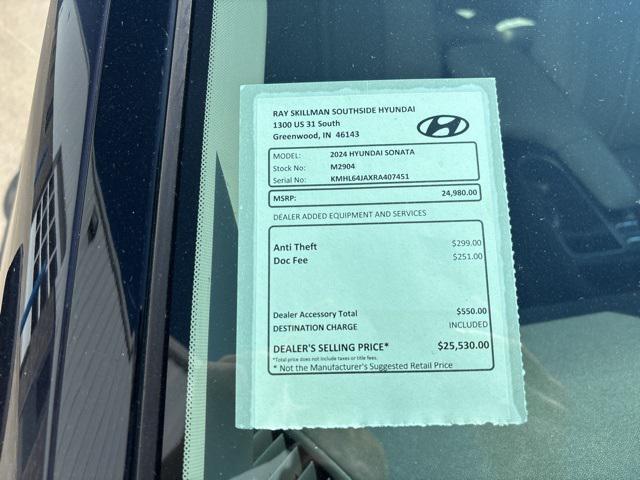 RAY SKILLMAN SOUTHSIDE HYUNDAI
1300 US 31 South
Greenwood, IN 46143
MODEL: 2024 HYUNDAI SONATA
Stock No: M2904
Serial No: KMHL64JAXRA407451
MSRP: 24,980.00
DEALER ADDED EQUIPMENT AND SERVICES
Anti Theft $299.00
Doc Fee $251.00
Dealer Accessory Total $550.00
DESTINATION CHARGE INCLUDED
DEALER'S SELLING PRICE* $25,530.00
*Total price does not include taxes or title fees.
* Not the Manufacturer's Suggested Retail Price